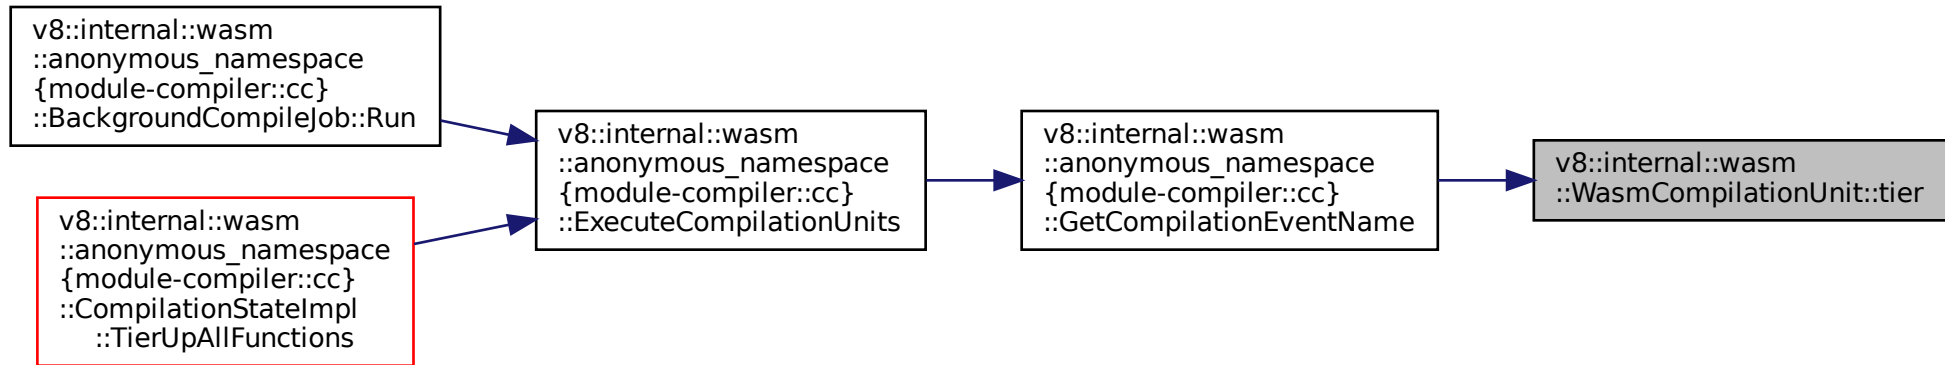 v8::internal::wasm
::anonymous_namespace
{module-compiler::cc}
::BackgroundCompileJob::Run
v8::internal::wasm
::anonymous_namespace
{module-compiler::cc}
::CompilationStateImpl
::TierUpAllFunctions
v8::internal::wasm
::anonymous_namespace
{module-compiler::cc}
::ExecuteCompilationUnits
v8::internal::wasm
::anonymous_namespace
{module-compiler::cc}
::GetCompilationEventName
v8::internal::wasm
::WasmCompilationUnit::tier